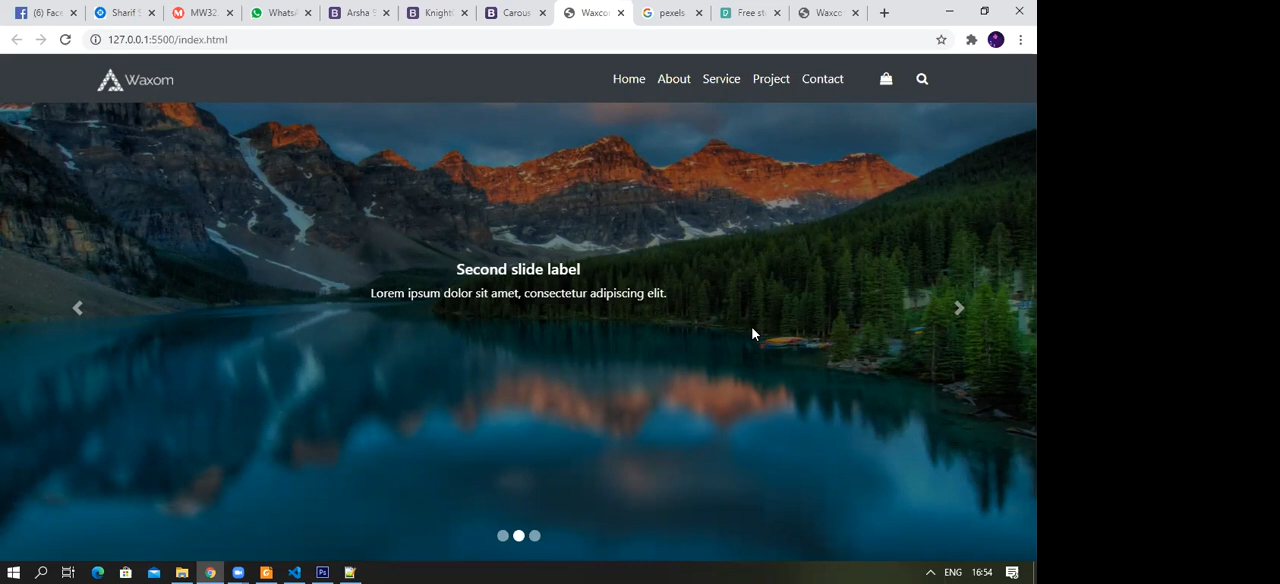 (6) Face
Sharif S
MW32.
WhatsA
Arsha
Knight
Carous
Waxo
pexels
Free st
Waxco
127.0.0.1:5500/index.html
Waxom
Home About Service Project Contact
Second slide label
Lorem ipsum dolor sit amet, consectetur adipiscing elit.
ENG 16:54